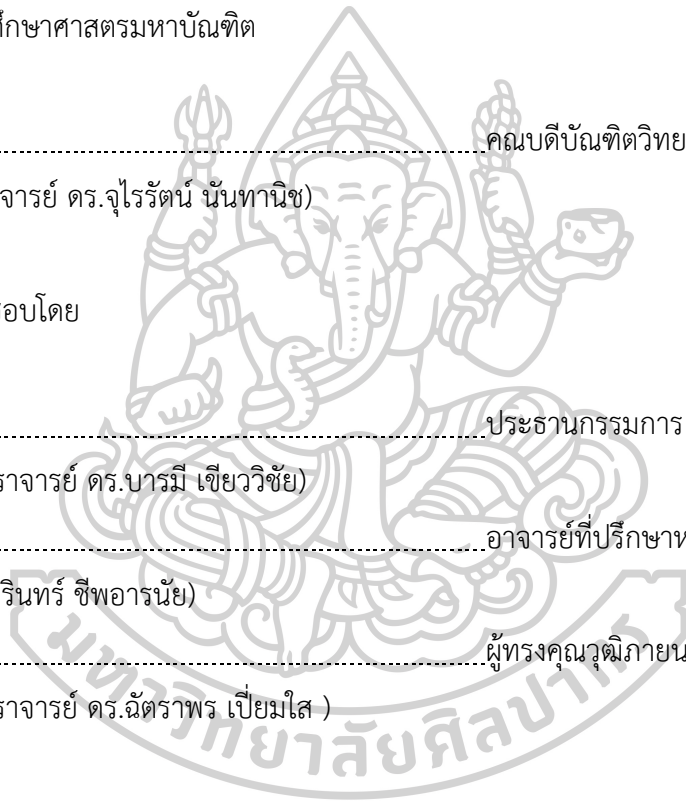 ึกษาศาสตรมหาบัณฑิต
คณบดีบัณฑิตวิทย
จารย์ ดร.จุไรรัตน์ นันทานิช)
อบโดย
ประธานกรรมการ
ราจารย์ ดร.บารมี เขียววิชัย)
อาจารย์ที่ปรึกษาห
รินทร์ ชีพอารนัย)
ผู้ทรงคุณวุฒิภายน
ราจารย์ ดร.ฉัตราพร เปี่ยมใส )
มหาวิทยาลัยศิลปากร